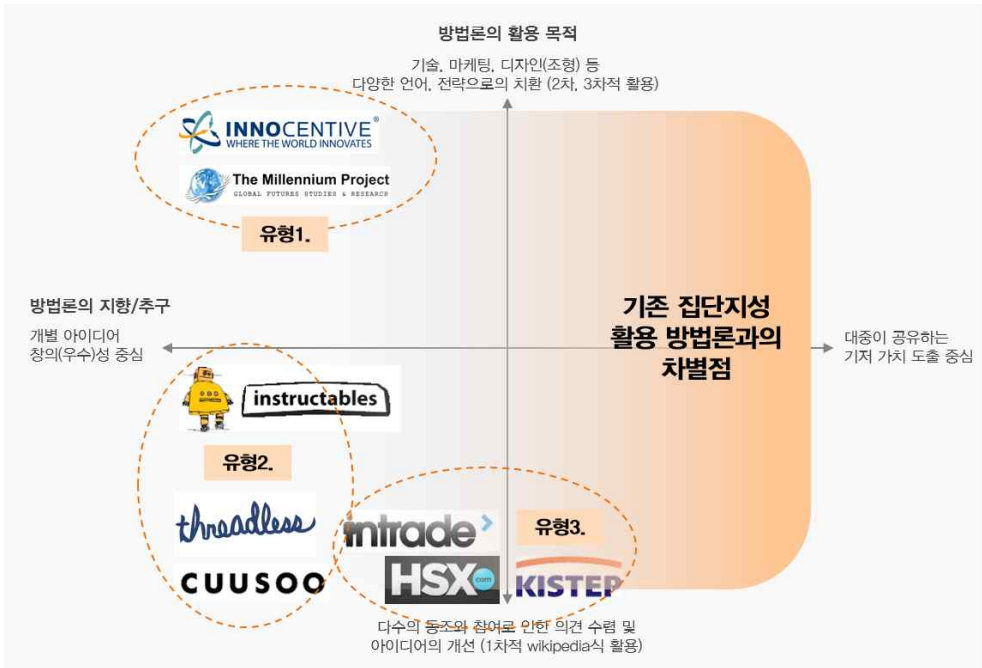 방법론의 활용 목적
기술, 마케팅, 디자인(조형) 등
다양한 언어, 전략으로의 치환 (2차, 3차적 활용)
INNOCENTIVE®
WHERE THE WORLD INNOVATES
The Millennium Project
GLOBAL FUTURES STUDIES & RESEARCH
유형1.
방법론의 지향/추구
개별 아이디어
창의(우수)성 중심
기존 집단지성
활용 방법론과의
차별점
대중이 공유하는
기저 가치 도출 중심
instructables
유형2.
threadless
intrade
유형3.
CUUSOO
HSX.com
KISTEP
다수의 동조와 참여로 인한 의견 수렴 및
아이디어의 개선 (1차적 wikipedia식 활용)